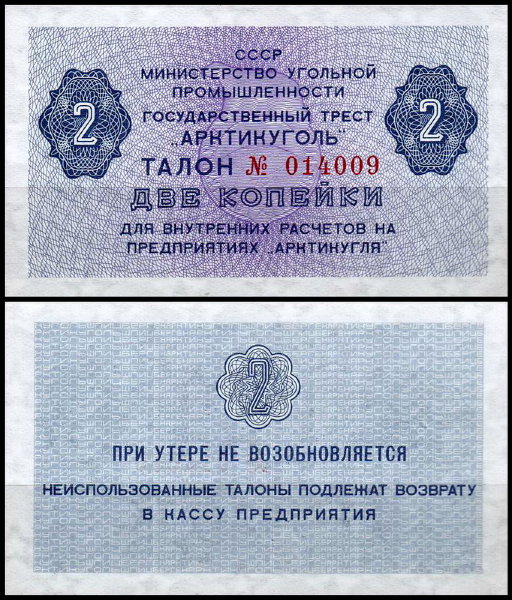 СССР
МИНИСТЕРСТВО УГОЛЬНОЙ
ПРОМЫШЛЕННОСТИ
ГОСУДАРСТВЕННЫЙ ТРЕСТ
„АРКТИКУГОЛЬ"
2 ТАЛОН № 014009 2
ДВЕ КОПЕЙКИ
ДЛЯ ВНУТРЕННИХ РАСЧЕТОВ НА
ПРЕДПРИЯТИЯХ „АРКТИКУГЛЯ"
2
ПРИ УТЕРЕ НЕ ВОЗОБНОВЛЯЕТСЯ
НЕИСПОЛЬЗОВАННЫЕ ТАЛОНЫ ПОДЛЕЖАТ ВОЗВРАТУ
В КАССУ ПРЕДПРИЯТИЯ